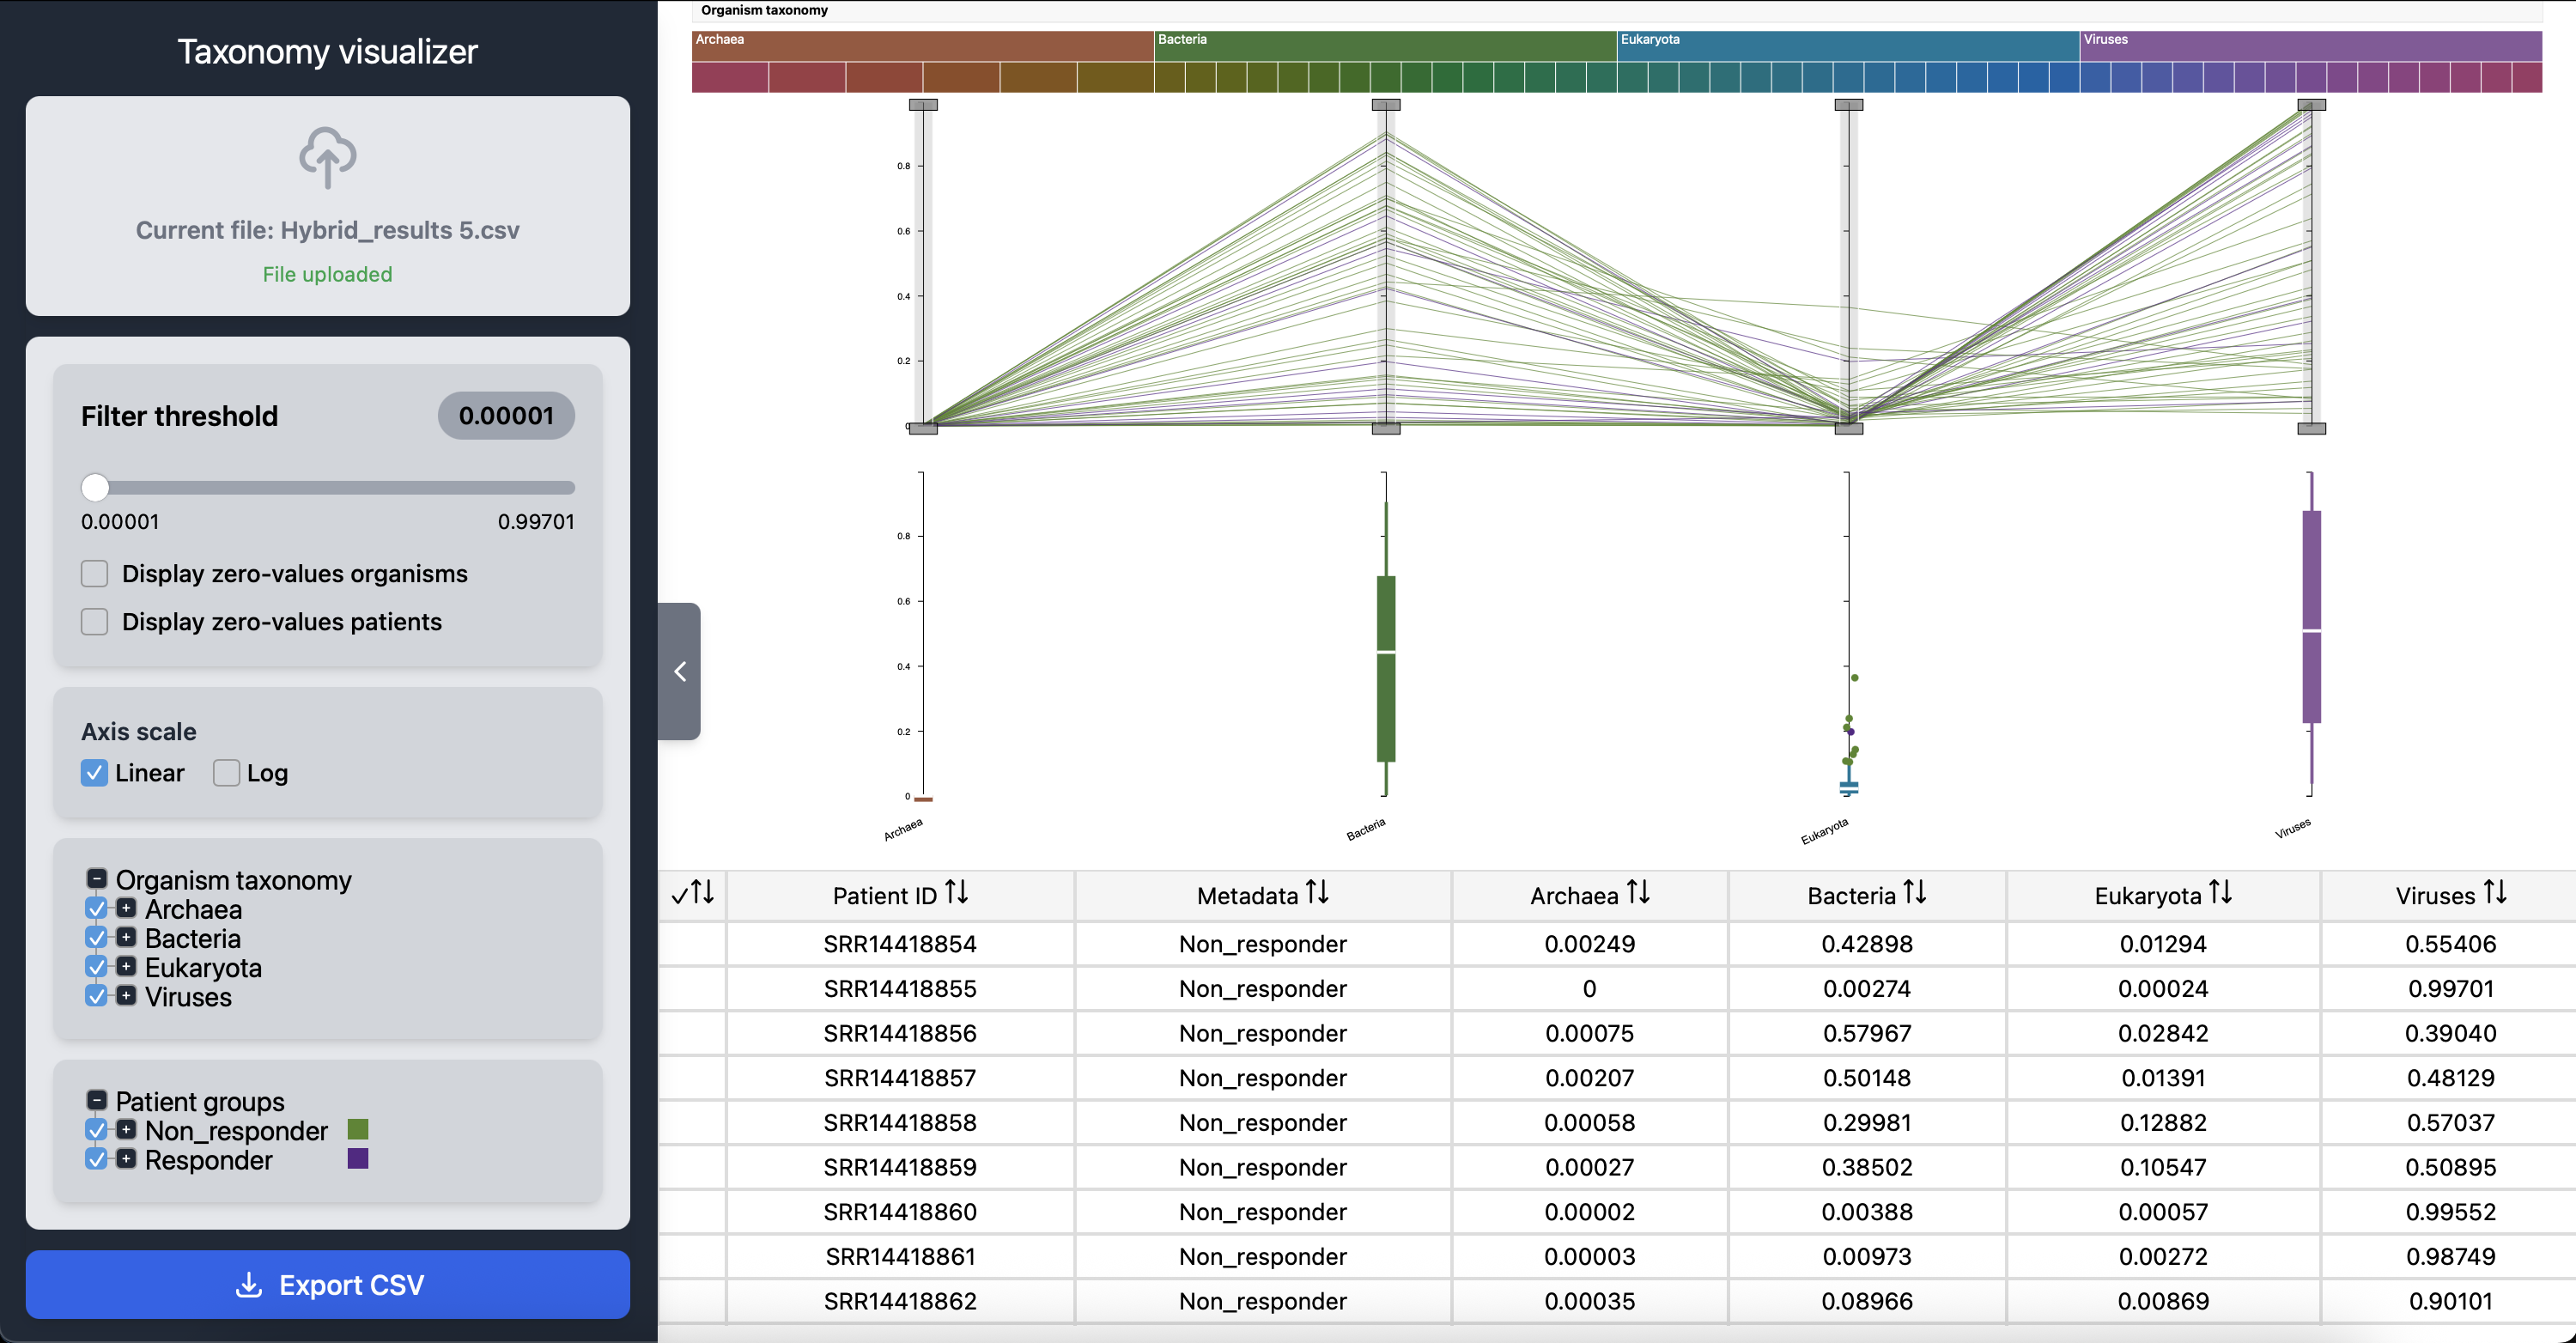 Taxonomy visualizer
Current file: Hybrid_results 5.csv
File uploaded
Filter threshold 0.00001
0.00001 0.99701
Display zero-values organisms
Display zero-values patients
Axis scale
Linear Log
Organism taxonomy
Archaea
Bacteria
Eukaryota
Viruses
Patient groups
Non_responder
Responder
Export CSV
Organism taxonomy
Archaea Bacteria Eukaryota Viruses
0.8
0.6
0.4
0.2
0
0.8
0.6
0.4
0.2
0
Archaea Bacteria Eukaryota Viruses
Patient ID Metadata Archaea Bacteria Eukaryota Viruses
SRR14418854 Non_responder 0.00249 0.42898 0.01294 0.55406
SRR14418855 Non_responder 0 0.00274 0.00024 0.99701
SRR14418856 Non_responder 0.00075 0.57967 0.02842 0.39040
SRR14418857 Non_responder 0.00207 0.50148 0.01391 0.48129
SRR14418858 Non_responder 0.00058 0.29981 0.12882 0.57037
SRR14418859 Non_responder 0.00027 0.38502 0.10547 0.50895
SRR14418860 Non_responder 0.00002 0.00388 0.00057 0.99552
SRR14418861 Non_responder 0.00003 0.00973 0.00272 0.98749
SRR14418862 Non_responder 0.00035 0.08966 0.00869 0.90101